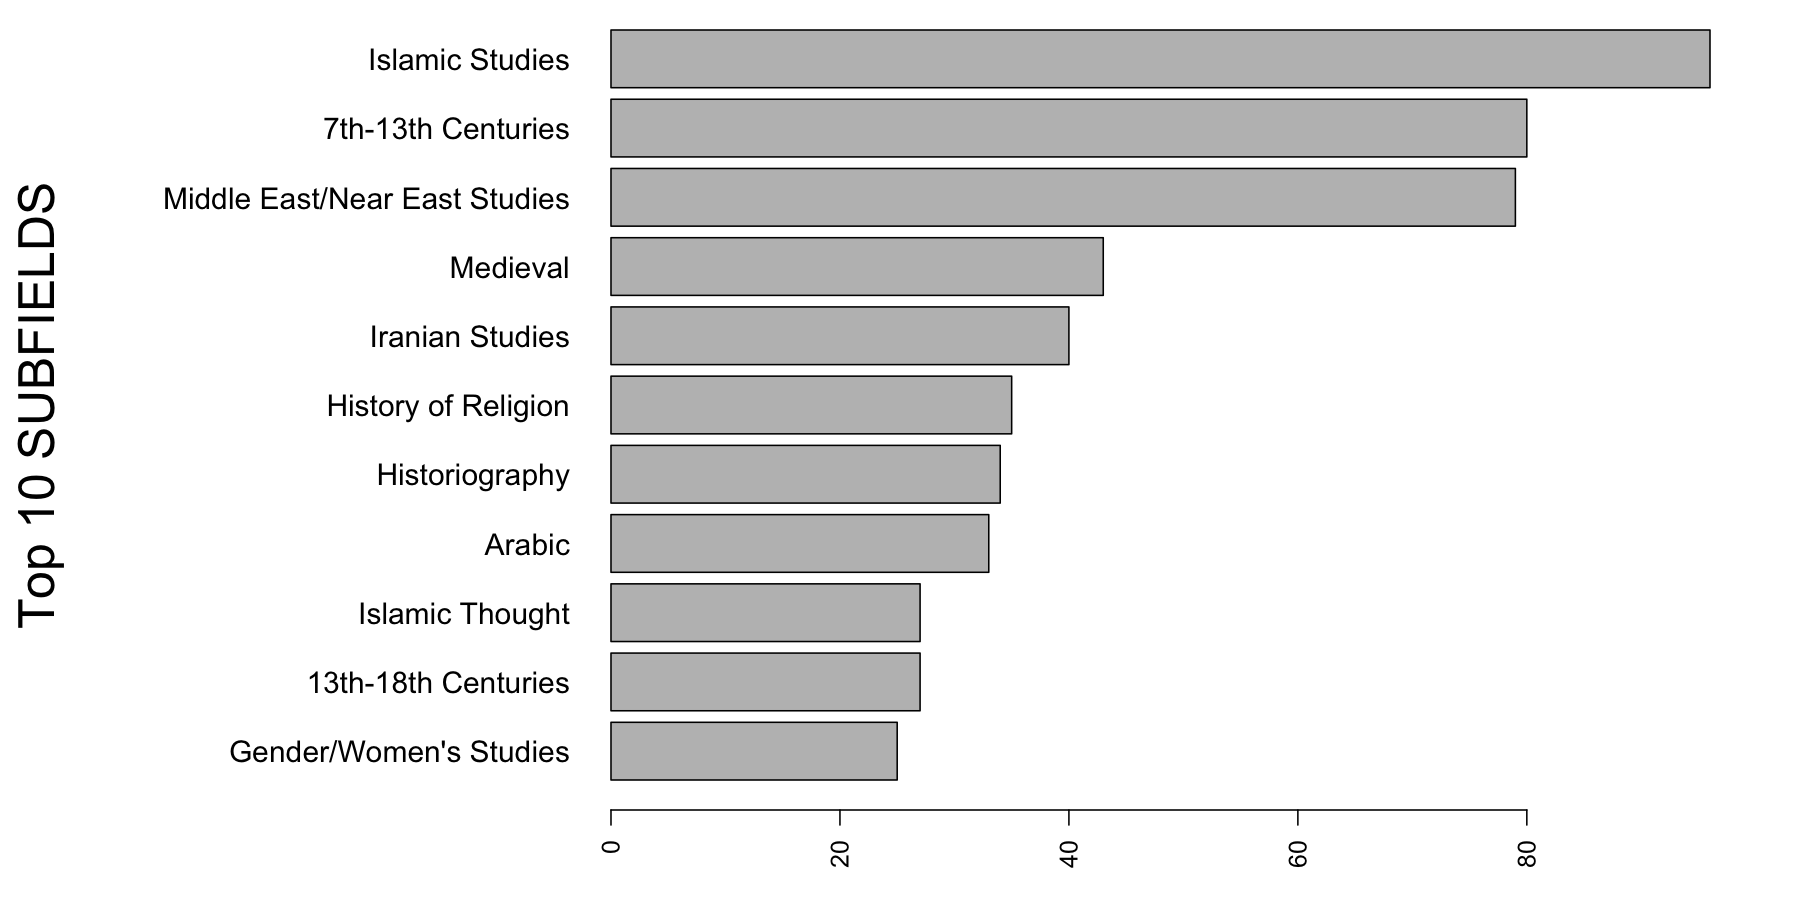 Top 10 SUBFIELDS
Islamic Studies
7th-13th Centuries
Middle East/Near East Studies
Medieval
Iranian Studies
History of Religion
Historiography
Arabic
Islamic Thought
13th-18th Centuries
Gender/Women's Studies
0
20
40
60
80